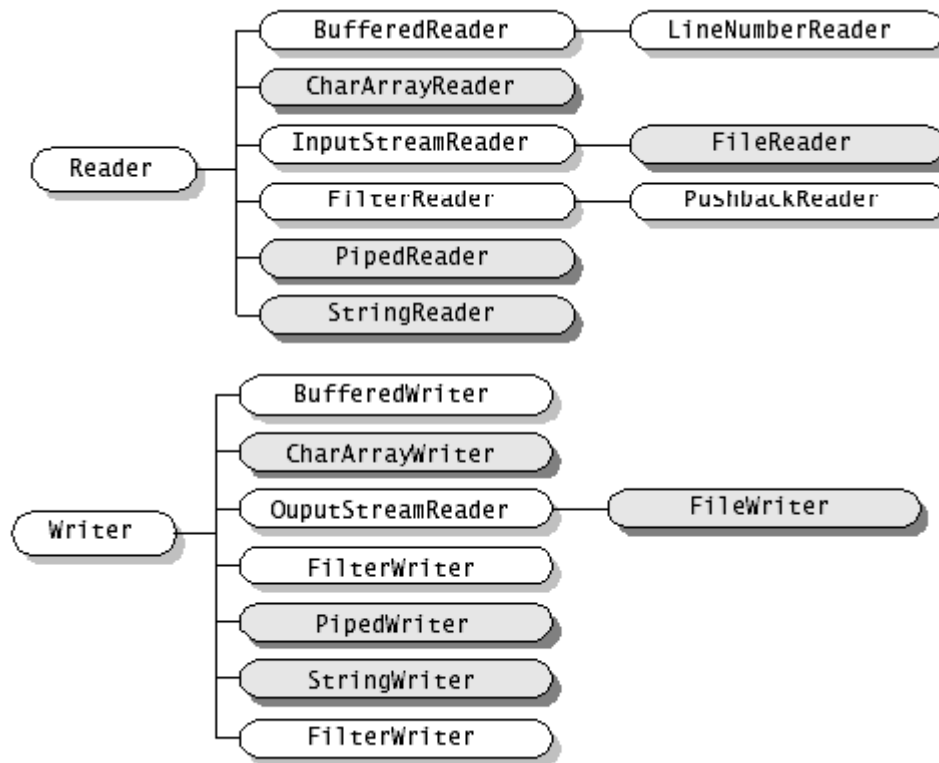 BufferedReader LineNumberReader
CharArrayReader
InputStreamReader FileReader
Reader
FilterReader PushbackReader
PipedReader
StringReader
BufferedWriter
CharArrayWriter
OuputStreamReader FileWriter
Writer
FilterWriter
PipedWriter
StringWriter
FilterWriter